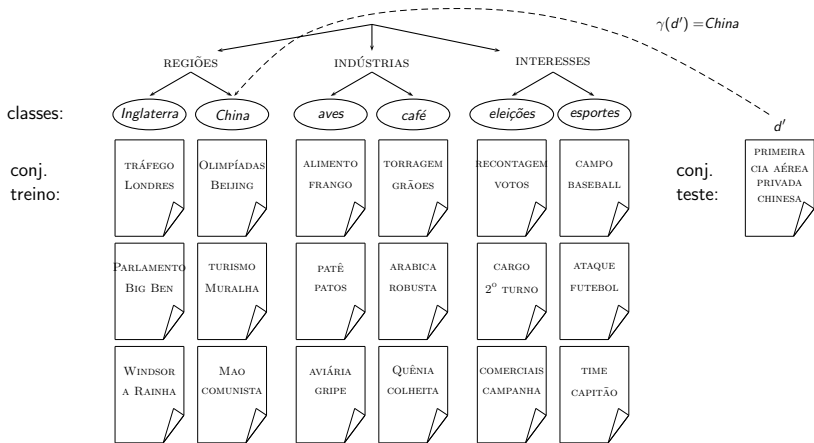 γ(d′) =China
REGIÕES INDÚSTRIAS INTERESSES
classes: Inglaterra China aves café eleições esportes
d′
conj.
treino:
TRÁFEGO
LONDRES
OLIMPÍADAS
BEIJING
ALIMENTO
FRANGO
TORRAGEM
GRÃOES
RECONTAGEM
VOTOS
CAMPO
BASEBALL
conj.
teste:
PRIMEIRA
CIA AÉREA
PRIVADA
CHINESA
PARLAMENTO
BIG BEN
TURISMO
MURALHA
PATÊ
PATOS
ARABICA
ROBUSTA
CARGO
2º TURNO
ATAQUE
FUTEBOL
WINDSOR
A RAINHA
MAO
COMUNISTA
AVIÁRIA
GRIPE
QUÊNIA
COLHEITA
COMERCIAIS
CAMPANHA
TIME
CAPITÃO